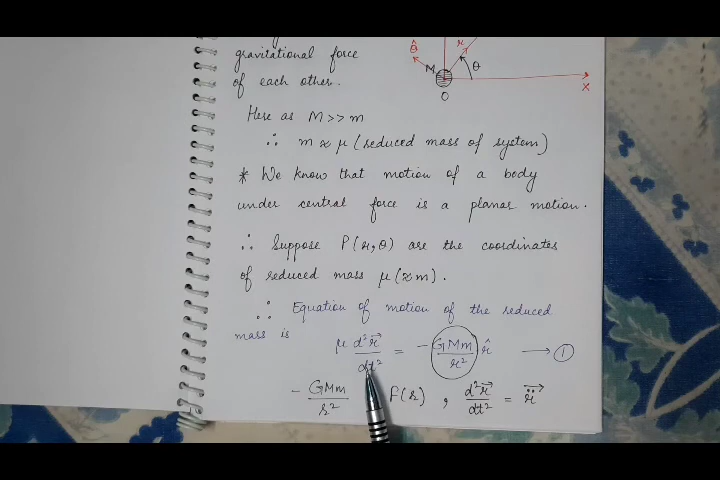 gravitational force
of each other.
θ̂
r
M
θ
O
X
Here as M>>m
∴ m ≈ μ (reduced mass of system)
* We know that motion of a body
under central force is a planar motion.
∴ Suppose P(r,θ) are the coordinates
of reduced mass μ(≈m).
∴ Equation of motion of the reduced
mass is
μ d²r⃗/dt² = - GMm/r² r̂ → ①
- GMm/r² F(r) , d²r⃗/dt² = r̈⃗